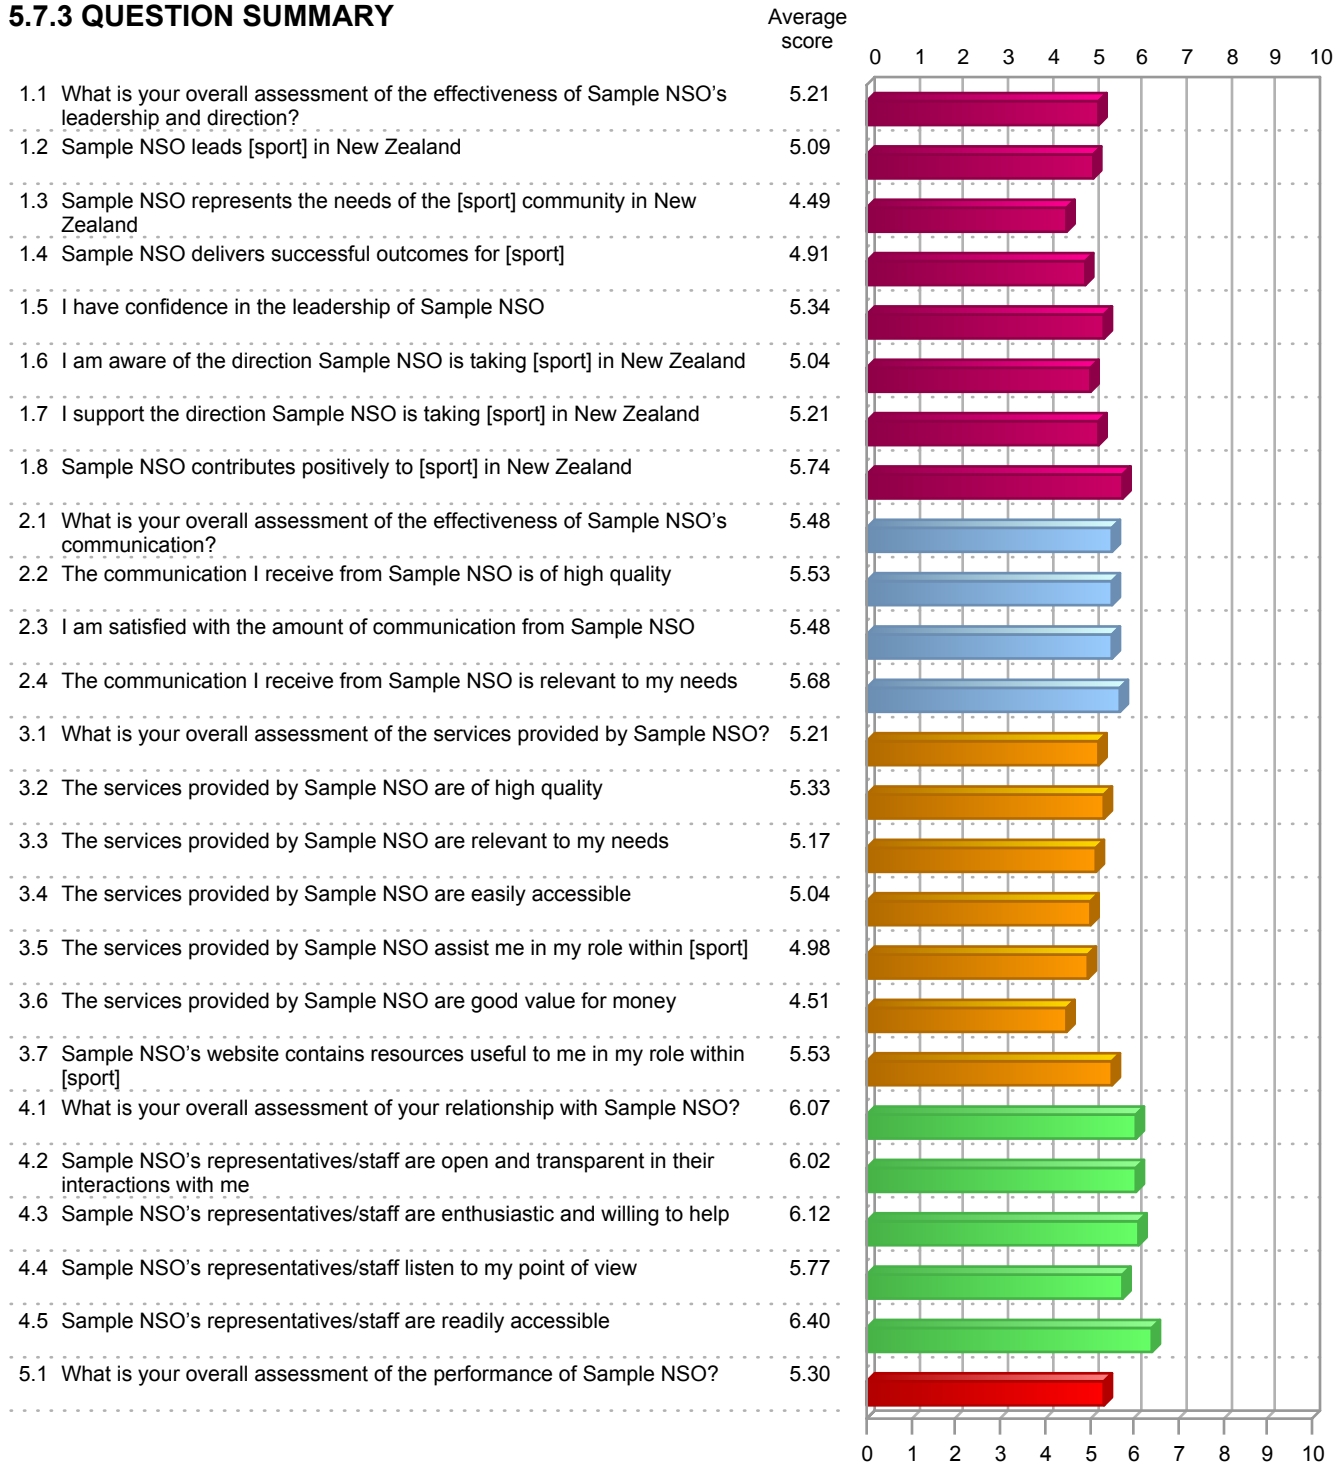 5.7.3 QUESTION SUMMARY
Average
score
0 1 2 3 4 5 6 7 8 9 10
1.1 What is your overall assessment of the effectiveness of Sample NSO’s 5.21
leadership and direction?
1.2 Sample NSO leads [sport] in New Zealand 5.09
1.3 Sample NSO represents the needs of the [sport] community in New 4.49
Zealand
1.4 Sample NSO delivers successful outcomes for [sport] 4.91
1.5 I have confidence in the leadership of Sample NSO 5.34
1.6 I am aware of the direction Sample NSO is taking [sport] in New Zealand 5.04
1.7 I support the direction Sample NSO is taking [sport] in New Zealand 5.21
1.8 Sample NSO contributes positively to [sport] in New Zealand 5.74
2.1 What is your overall assessment of the effectiveness of Sample NSO’s 5.48
communication?
2.2 The communication I receive from Sample NSO is of high quality 5.53
2.3 I am satisfied with the amount of communication from Sample NSO 5.48
2.4 The communication I receive from Sample NSO is relevant to my needs 5.68
3.1 What is your overall assessment of the services provided by Sample NSO? 5.21
3.2 The services provided by Sample NSO are of high quality 5.33
3.3 The services provided by Sample NSO are relevant to my needs 5.17
3.4 The services provided by Sample NSO are easily accessible 5.04
3.5 The services provided by Sample NSO assist me in my role within [sport] 4.98
3.6 The services provided by Sample NSO are good value for money 4.51
3.7 Sample NSO’s website contains resources useful to me in my role within 5.53
[sport]
4.1 What is your overall assessment of your relationship with Sample NSO? 6.07
4.2 Sample NSO’s representatives/staff are open and transparent in their 6.02
interactions with me
4.3 Sample NSO’s representatives/staff are enthusiastic and willing to help 6.12
4.4 Sample NSO’s representatives/staff listen to my point of view 5.77
4.5 Sample NSO’s representatives/staff are readily accessible 6.40
5.1 What is your overall assessment of the performance of Sample NSO? 5.30
0 1 2 3 4 5 6 7 8 9 10